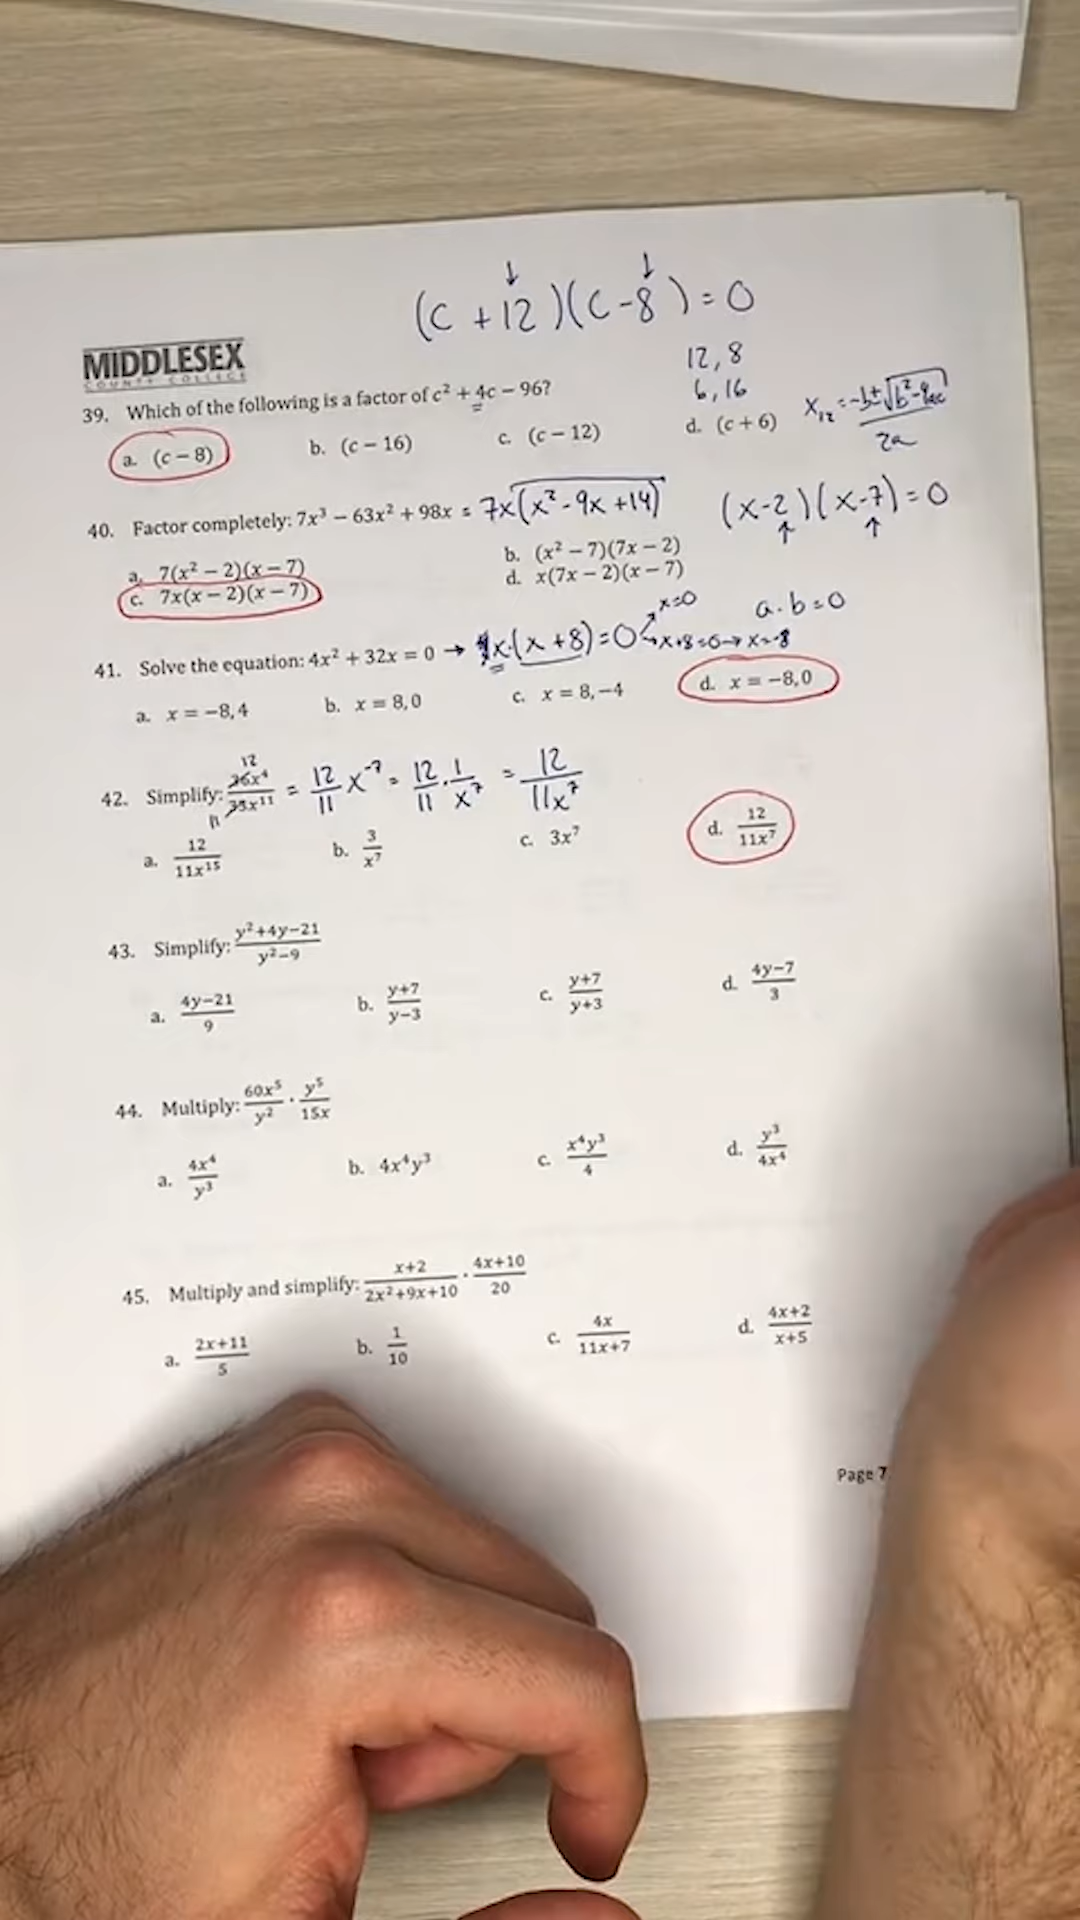 (c + 12)(c - 8) = 0
MIDDLESEX
COUNTY COLLEGE
12, 8
6, 16
39. Which of the following is a factor of c² + 4c − 96?
a. (c − 8) b. (c − 16) c. (c − 12) d. (c + 6)
2a
40. Factor completely: 7x³ − 63x² + 98x = 7x(x² - 9x + 14) (x-2)(x-7) = 0
a. 7(x² − 2)(x − 7) b. (x² − 7)(7x − 2)
c. 7x(x − 2)(x − 7) d. x(7x − 2)(x − 7)
x=0 a·b=0
41. Solve the equation: 4x² + 32x = 0 → x·(x + 8) = 0 x+8=0→x=-8
a. x = −8, 4 b. x = 8, 0 c. x = 8, −4 d. x = −8, 0
12
42. Simplify: 36x⁴/33x¹¹ = 12/11 x⁻⁷ = 12/11 · 1/x⁷ = 12/11x⁷
11
a. 12/11x¹⁵ b. 3/x⁷ c. 3x⁷ d. 12/11x⁷
43. Simplify: y²+4y−21/y²−9
a. 4y−21/9 b. y+7/y−3 c. y+7/y+3 d. 4y−7/3
44. Multiply: 60x⁵/y² · y⁵/15x
a. 4x⁴/y³ b. 4x⁴y³ c. x⁴y³/4 d. y³/4x⁴
45. Multiply and simplify: x+2/2x²+9x+10 · 4x+10/20
a. 2x+11/5 b. 1/10 c. 4x/11x+7 d. 4x+2/x+5
Page 7